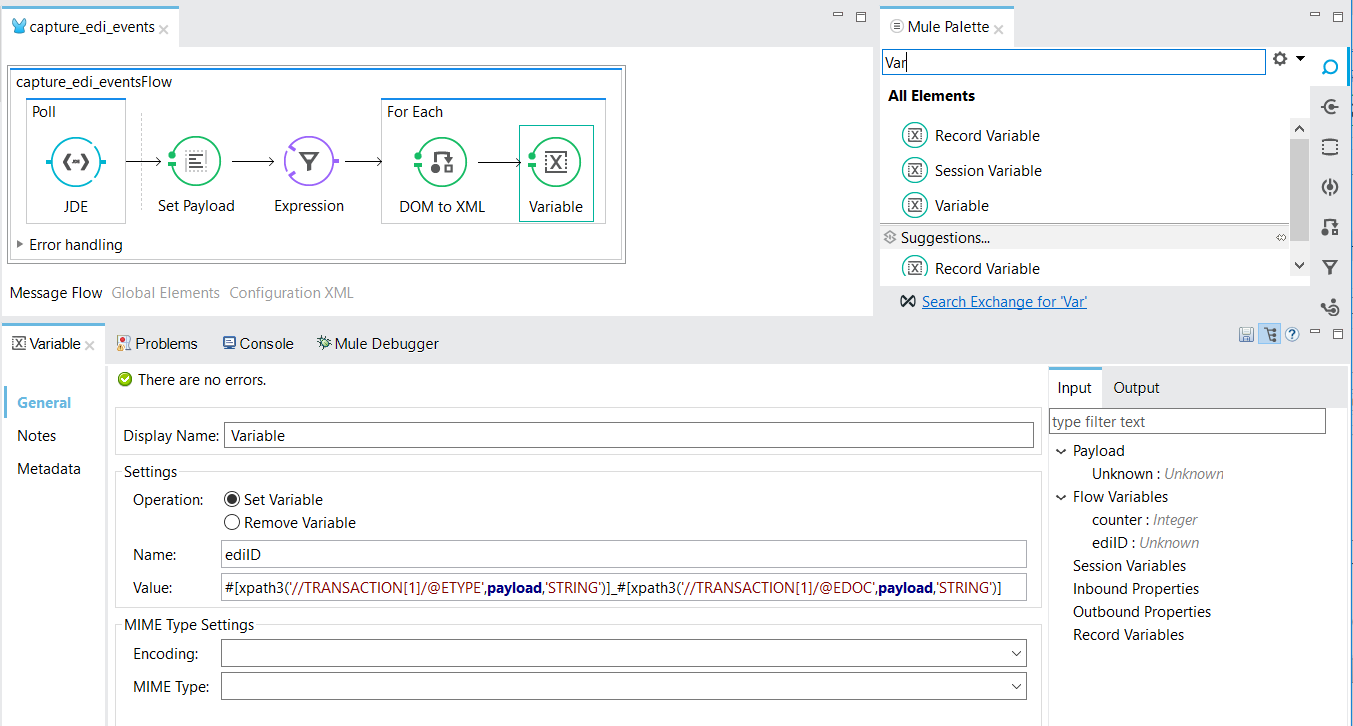 capture_edi_events
capture_edi_eventsFlow
Poll
For Each
JDE
Set Payload
Expression
DOM to XML
Variable
Error handling
Message Flow Global Elements Configuration XML
Mule Palette
Var
All Elements
Record Variable
Session Variable
Variable
Suggestions...
Record Variable
Search Exchange for 'Var'
Variable Problems Console Mule Debugger
General
Notes
Metadata
There are no errors.
Display Name: Variable
Settings
Operation: Set Variable
Remove Variable
Name: ediID
Value: #[xpath3('//TRANSACTION[1]/@ETYPE',payload,'STRING')]_#[xpath3('//TRANSACTION[1]/@EDOC',payload,'STRING')]
MIME Type Settings
Encoding:
MIME Type:
Input Output
type filter text
Payload
Unknown : Unknown
Flow Variables
counter : Integer
ediID : Unknown
Session Variables
Inbound Properties
Outbound Properties
Record Variables